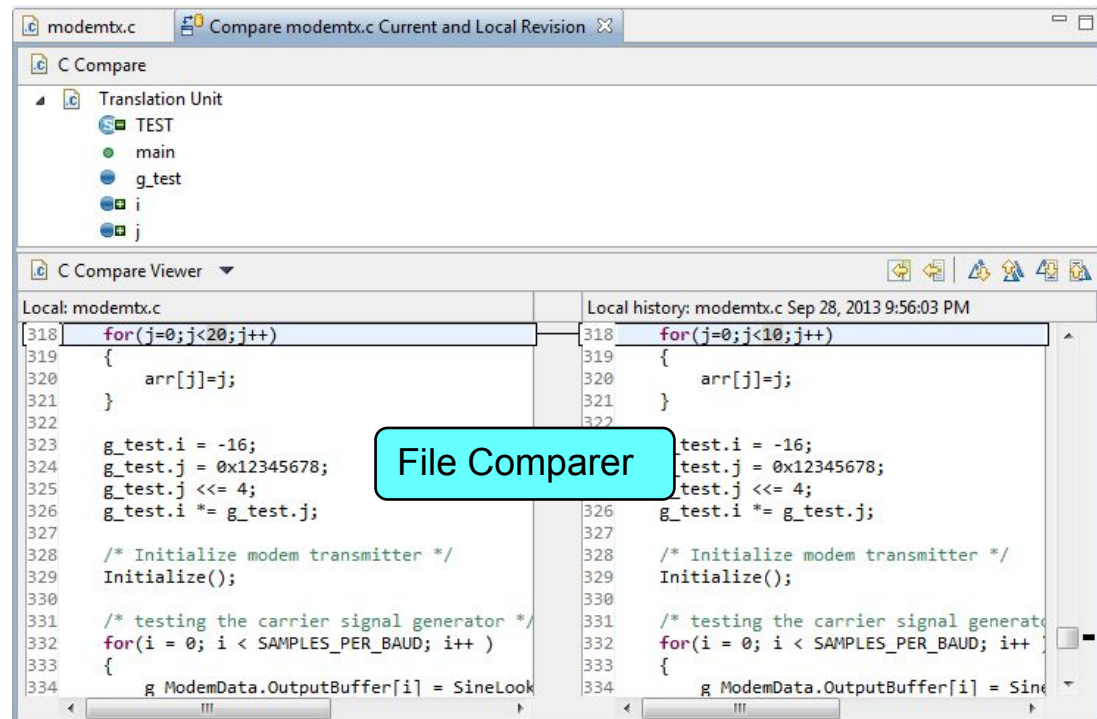 modemtx.c Compare modemtx.c Current and Local Revision
C Compare
Translation Unit
TEST
main
g_test
i
j
C Compare Viewer
Local: modemtx.c
318 for(j=0;j<20;j++)
319 {
320 arr[j]=j;
321 }
322
323 g_test.i = -16;
324 g_test.j = 0x12345678;
325 g_test.j <<= 4;
326 g_test.i *= g_test.j;
327
328 /* Initialize modem transmitter */
329 Initialize();
330
331 /* testing the carrier signal generator */
332 for(i = 0; i < SAMPLES_PER_BAUD; i++ )
333 {
334 g_ModemData.OutputBuffer[i] = SineLook
Local history: modemtx.c Sep 28, 2013 9:56:03 PM
318 for(j=0;j<10;j++)
319 {
320 arr[j]=j;
321 }
322
_test.i = -16;
_test.j = 0x12345678;
_test.j <<= 4;
326 g_test.i *= g_test.j;
327
328 /* Initialize modem transmitter */
329 Initialize();
330
331 /* testing the carrier signal generato
332 for(i = 0; i < SAMPLES_PER_BAUD; i++ )
333 {
334 g_ModemData.OutputBuffer[i] = Sine
File Comparer